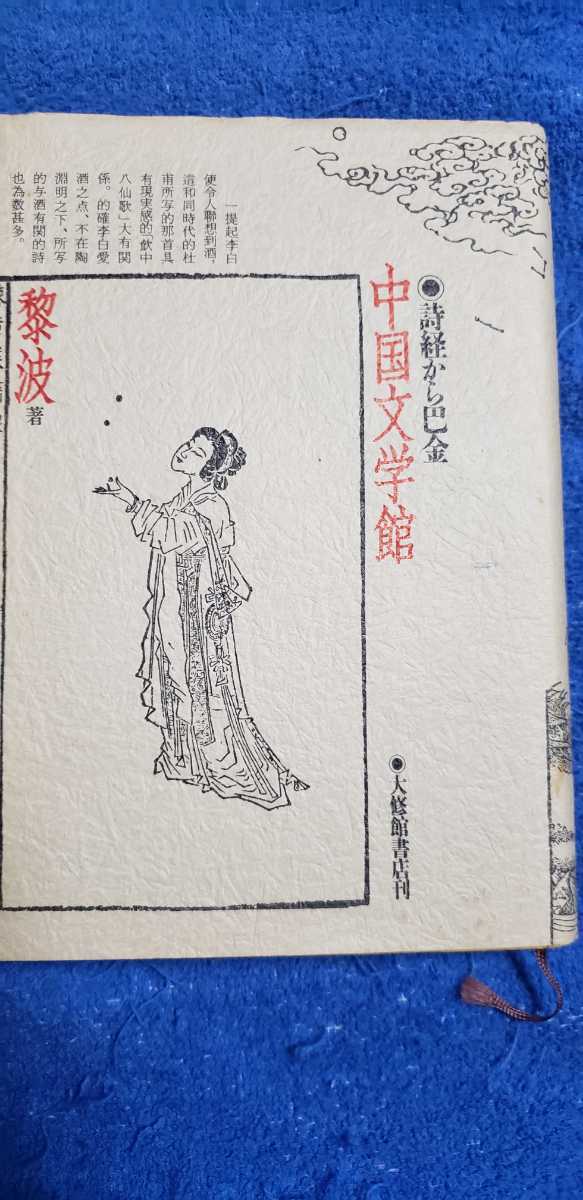 ◉詩経から巴金
中国文学館
◉大修館書店刊
一提起李白
便令人聯想到酒，
這和同時代的杜
甫所写的那首具
有現実感的「飲中
八仙歌」大有関
係。的確李白愛
酒之点、不在陶
淵明之下、所写
的与酒有関的詩
也為数甚多。
黎波著